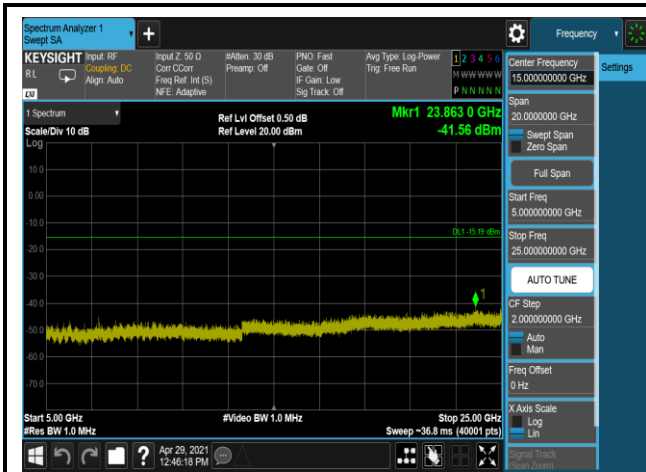 Spectrum Analyzer 1
Swept SA
+
Frequency
KEYSIGHT
RL
LXI
Input: RF
Coupling: DC
Align: Auto
Input Z: 50 Ω
Corr CCorr
Freq Ref: Int (S)
NFE: Adaptive
#Atten: 30 dB
Preamp: Off
PNO: Fast
Gate: Off
IF Gain: Low
Sig Track: Off
Avg Type: Log-Power
Trig: Free Run
1 2 3 4 5 6
M W W W W W
P N N N N N
Center Frequency
15.000000000 GHz
Settings
Span
20.0000000 GHz
Swept Span
Zero Span
Full Span
Start Freq
5.000000000 GHz
Stop Freq
25.000000000 GHz
AUTO TUNE
CF Step
2.000000000 GHz
Auto
Man
Freq Offset
0 Hz
X Axis Scale
Log
Lin
Signal Track
(Span Zoom)
1 Spectrum
Scale/Div 10 dB
Ref Lvl Offset 0.50 dB
Ref Level 20.00 dBm
Mkr1 23.863 0 GHz
-41.56 dBm
Log
10.0
0.00
-10.0
DL1 -15.19 dBm
-20.0
-30.0
-40.0
1
-50.0
-60.0
-70.0
Start 5.00 GHz
#Res BW 1.0 MHz
#Video BW 1.0 MHz
Stop 25.00 GHz
Sweep ~36.8 ms (40001 pts)
?
Apr 29, 2021
12:46:18 PM